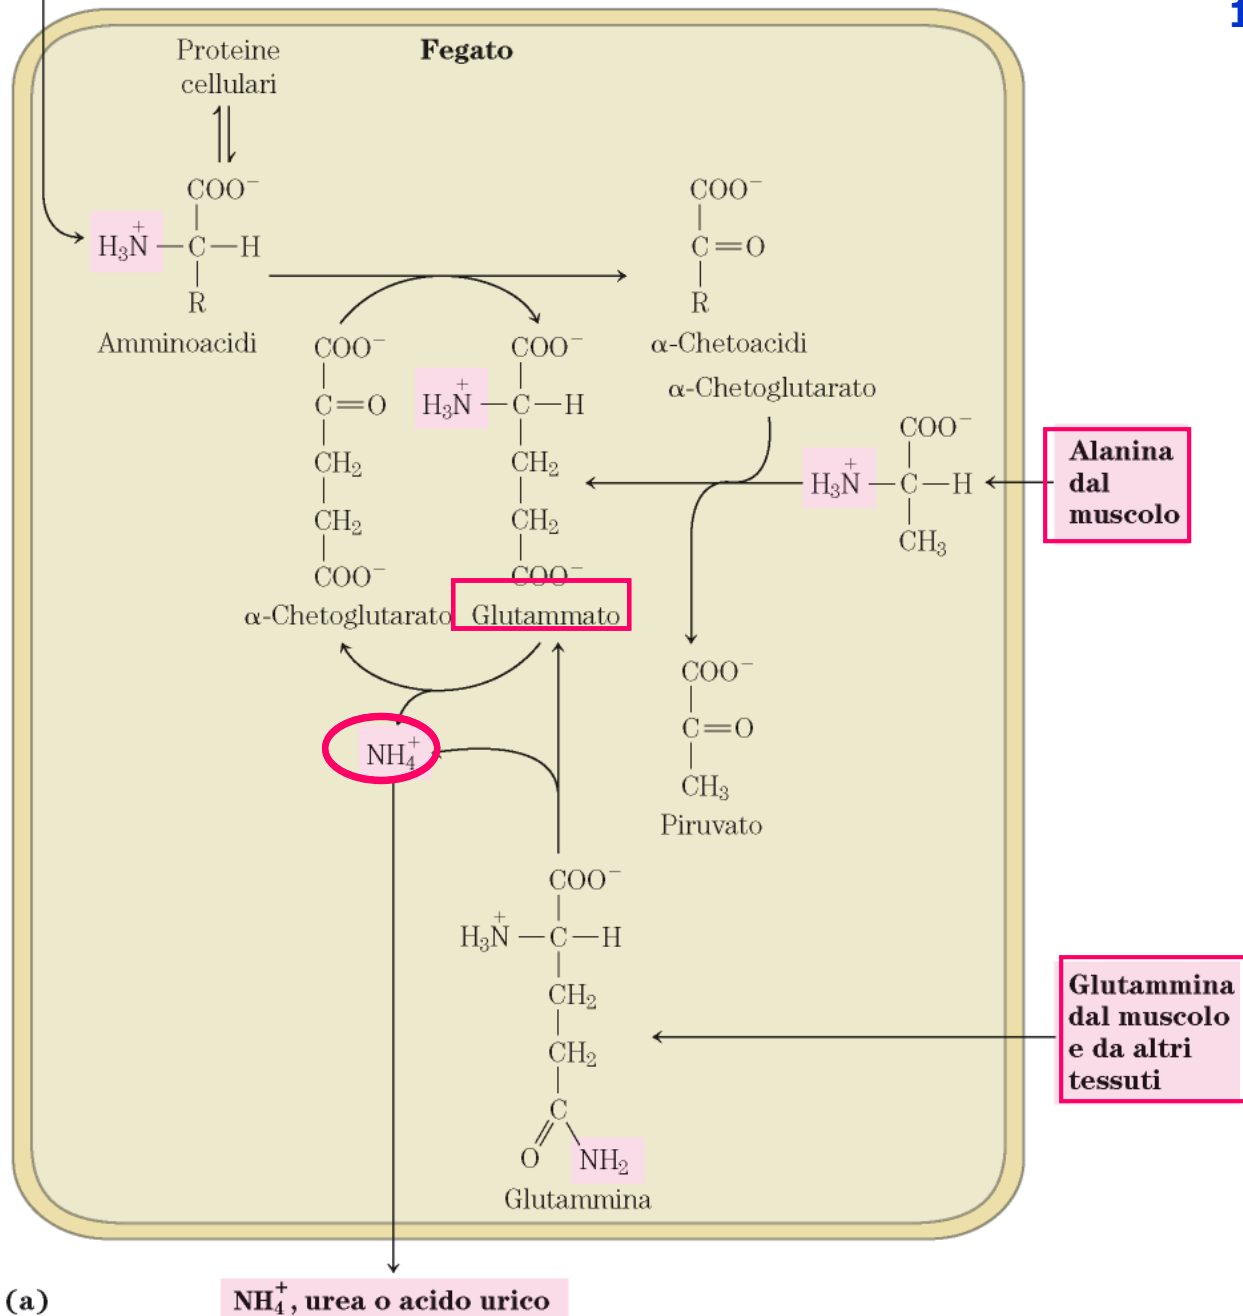 1
Proteine
cellulari
Fegato
COO⁻
H₃N⁺—C—H
R
Amminoacidi
COO⁻
C=O
R
α-Chetoacidi
COO⁻
C=O
CH₂
CH₂
COO⁻
α-Chetoglutarato
COO⁻
H₃N⁺—C—H
CH₂
CH₂
COO⁻
Glutammato
α-Chetoglutarato
COO⁻
H₃N⁺—C—H
CH₃
Alanina
dal
muscolo
COO⁻
C=O
CH₃
Piruvato
NH₄⁺
COO⁻
H₃N⁺—C—H
CH₂
CH₂
C
O
NH₂
Glutammina
Glutammina
dal muscolo
e da altri
tessuti
(a)
NH₄⁺, urea o acido urico